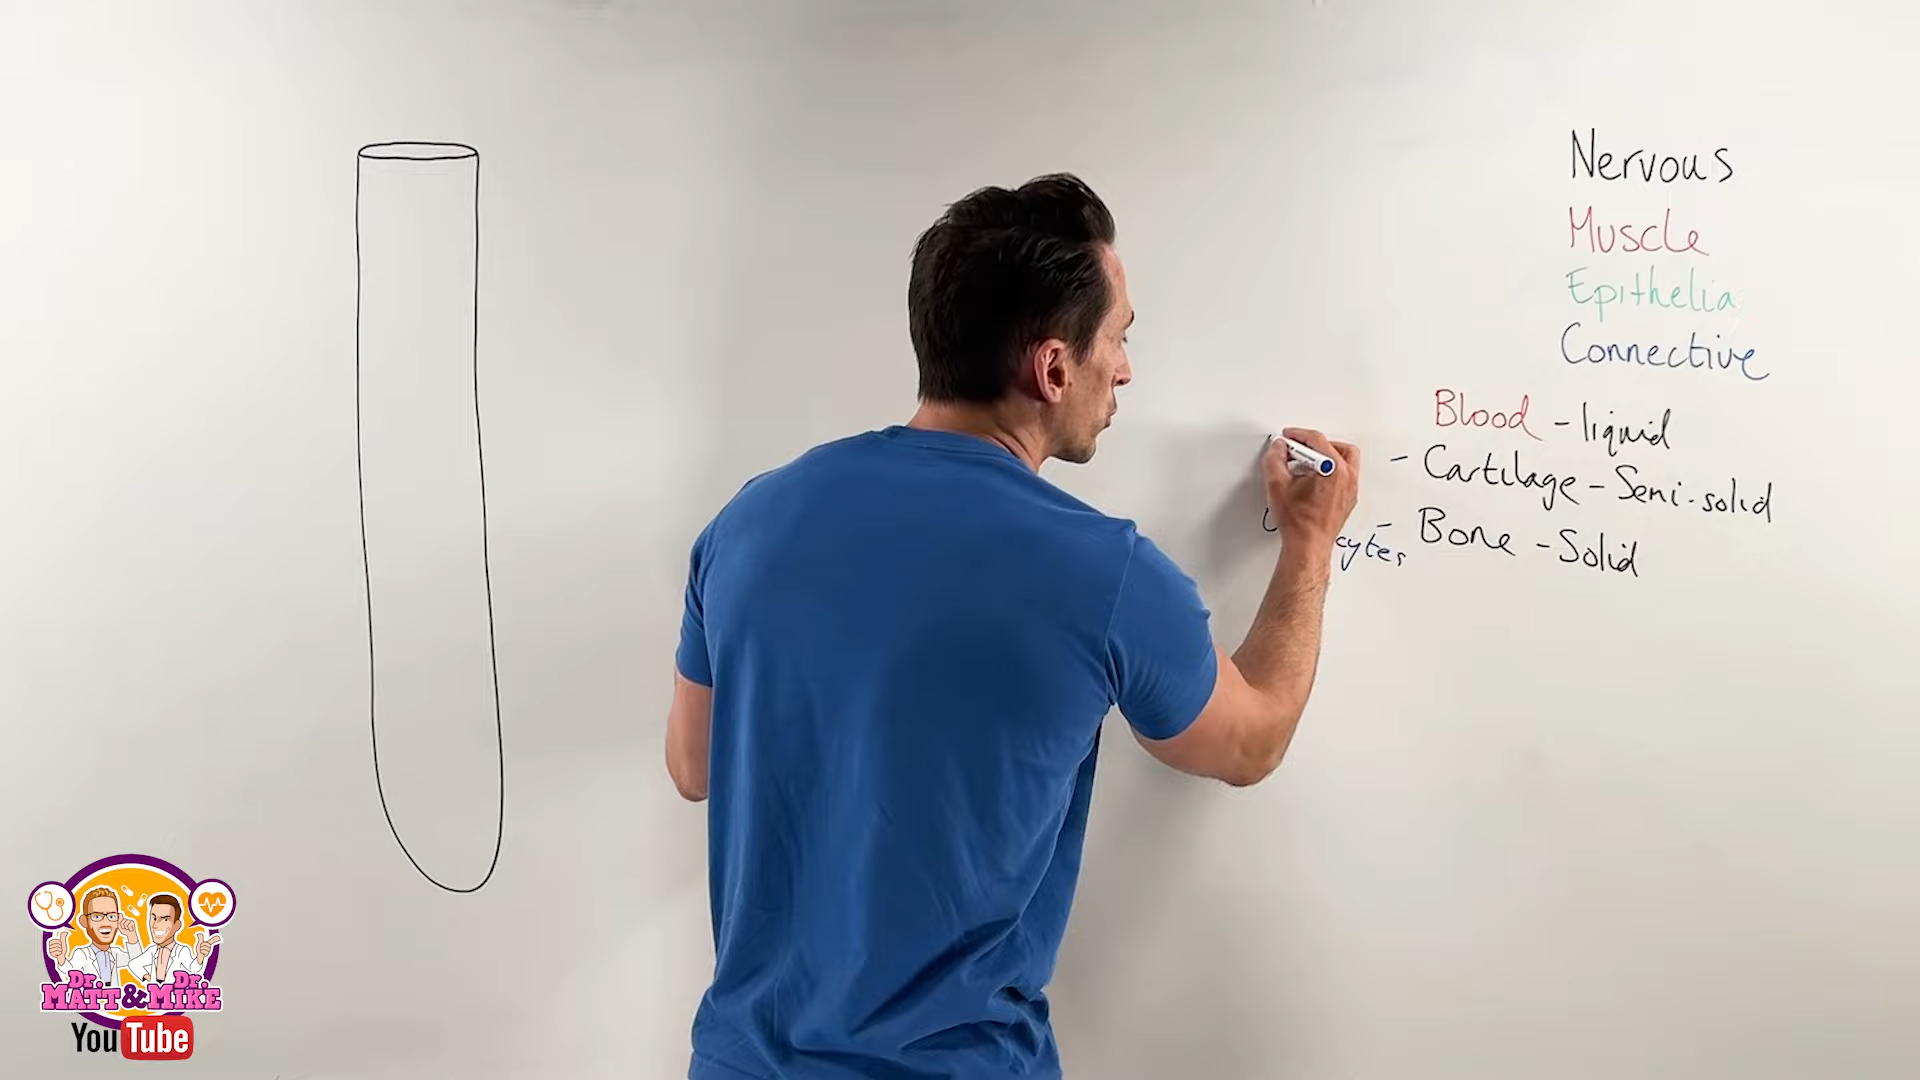 Nervous
Muscle
Epithelia
Connective
Blood - liquid
- Cartilage - Semi-solid
- Bone - Solid
cytes
Dr. Dr.
MATT & MIKE
YouTube